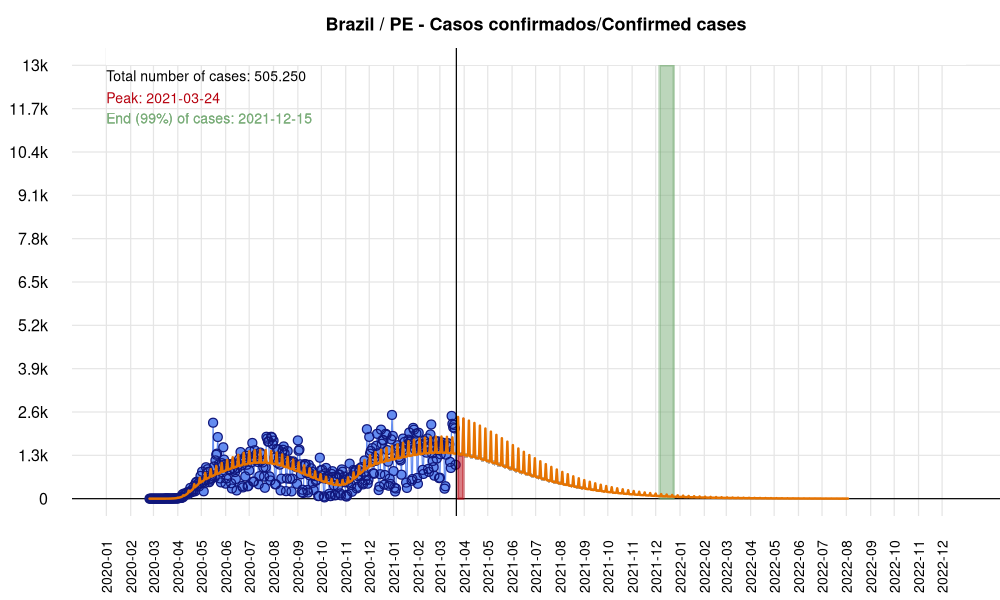 Brazil / PE - Casos confirmados/Confirmed cases
Total number of cases: 505.250
Peak: 2021-03-24
End (99%) of cases: 2021-12-15
13k
11.7k
10.4k
9.1k
7.8k
6.5k
5.2k
3.9k
2.6k
1.3k
0
2020-01
2020-02
2020-03
2020-04
2020-05
2020-06
2020-07
2020-08
2020-09
2020-10
2020-11
2020-12
2021-01
2021-02
2021-03
2021-04
2021-05
2021-06
2021-07
2021-08
2021-09
2021-10
2021-11
2021-12
2022-01
2022-02
2022-03
2022-04
2022-05
2022-06
2022-07
2022-08
2022-09
2022-10
2022-11
2022-12